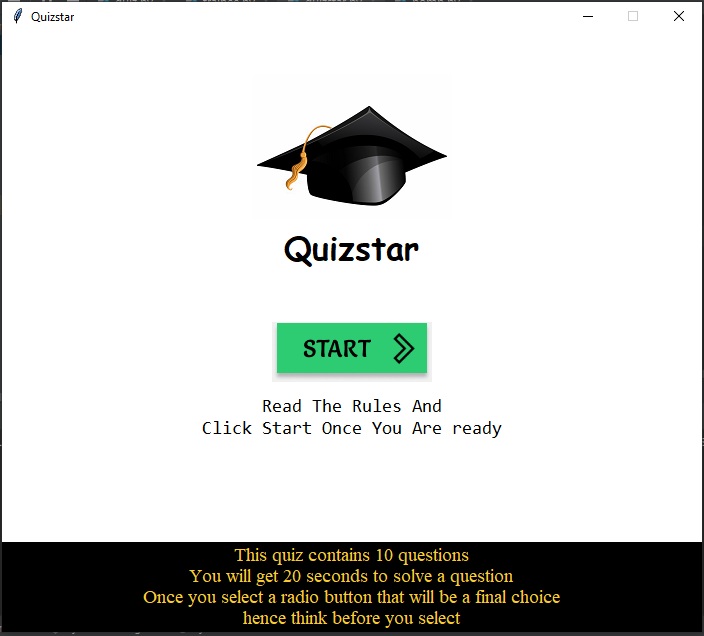 Quizstar
Quizstar
START
Read The Rules And
Click Start Once You Are ready
This quiz contains 10 questions
You will get 20 seconds to solve a question
Once you select a radio button that will be a final choice
hence think before you select